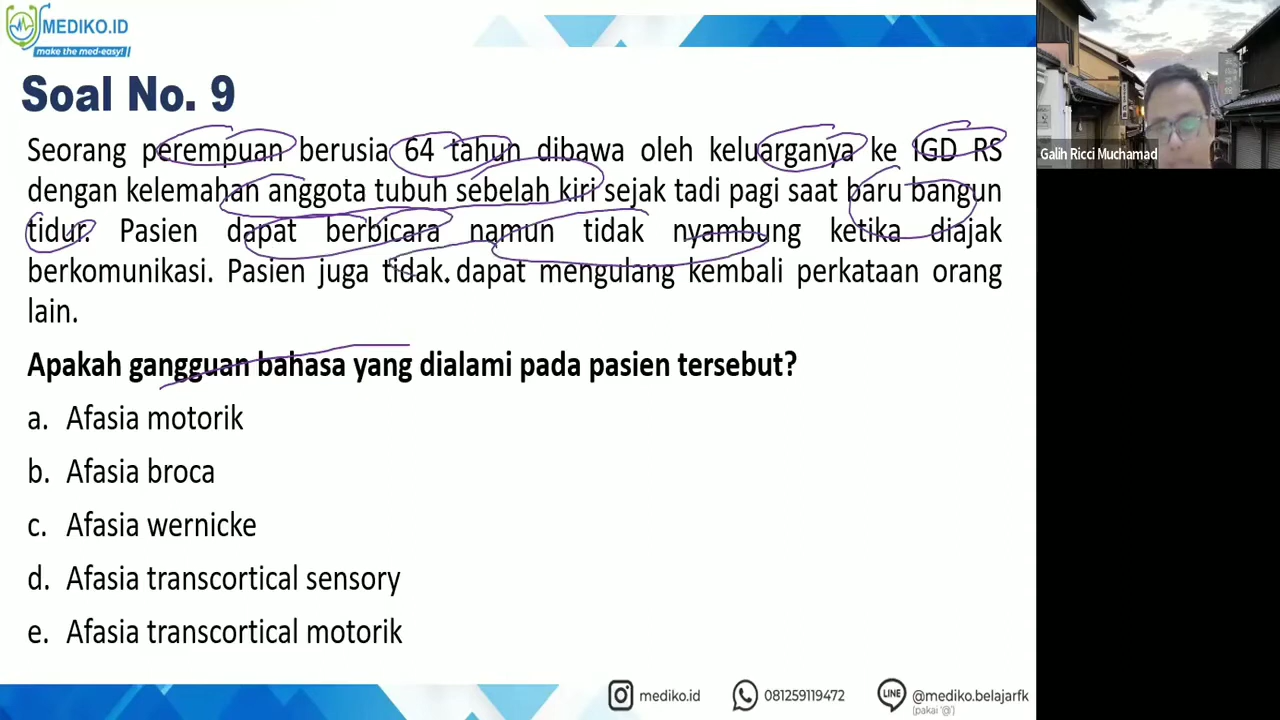 MEDIKO.ID
make the med-easy!
Soal No. 9
Seorang perempuan berusia 64 tahun dibawa oleh keluarganya ke IGD RS
dengan kelemahan anggota tubuh sebelah kiri sejak tadi pagi saat baru bangun
tidur. Pasien dapat berbicara namun tidak nyambung ketika diajak
berkomunikasi. Pasien juga tidak dapat mengulang kembali perkataan orang
lain.
Apakah gangguan bahasa yang dialami pada pasien tersebut?
a. Afasia motorik
b. Afasia broca
c. Afasia wernicke
d. Afasia transcortical sensory
e. Afasia transcortical motorik
mediko.id
081259119472
LINE
@mediko.belajarfk
(pakai '@')
Galih Ricci Muchamad